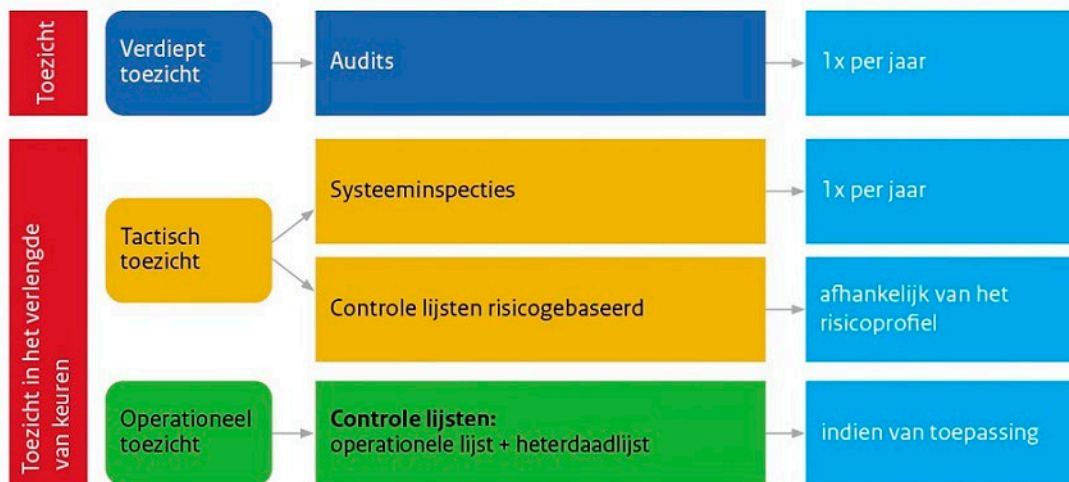 Toezicht
Verdiept
toezicht
Audits
1x per jaar
Toezicht in het verlengde
van keuren
Tactisch
toezicht
Systeeminspecties
1x per jaar
Controle lijsten risicogebaseerd
afhankelijk van het
risicoprofiel
Operationeel
toezicht
Controle lijsten:
operationele lijst + heterdaadlijst
indien van toepassing